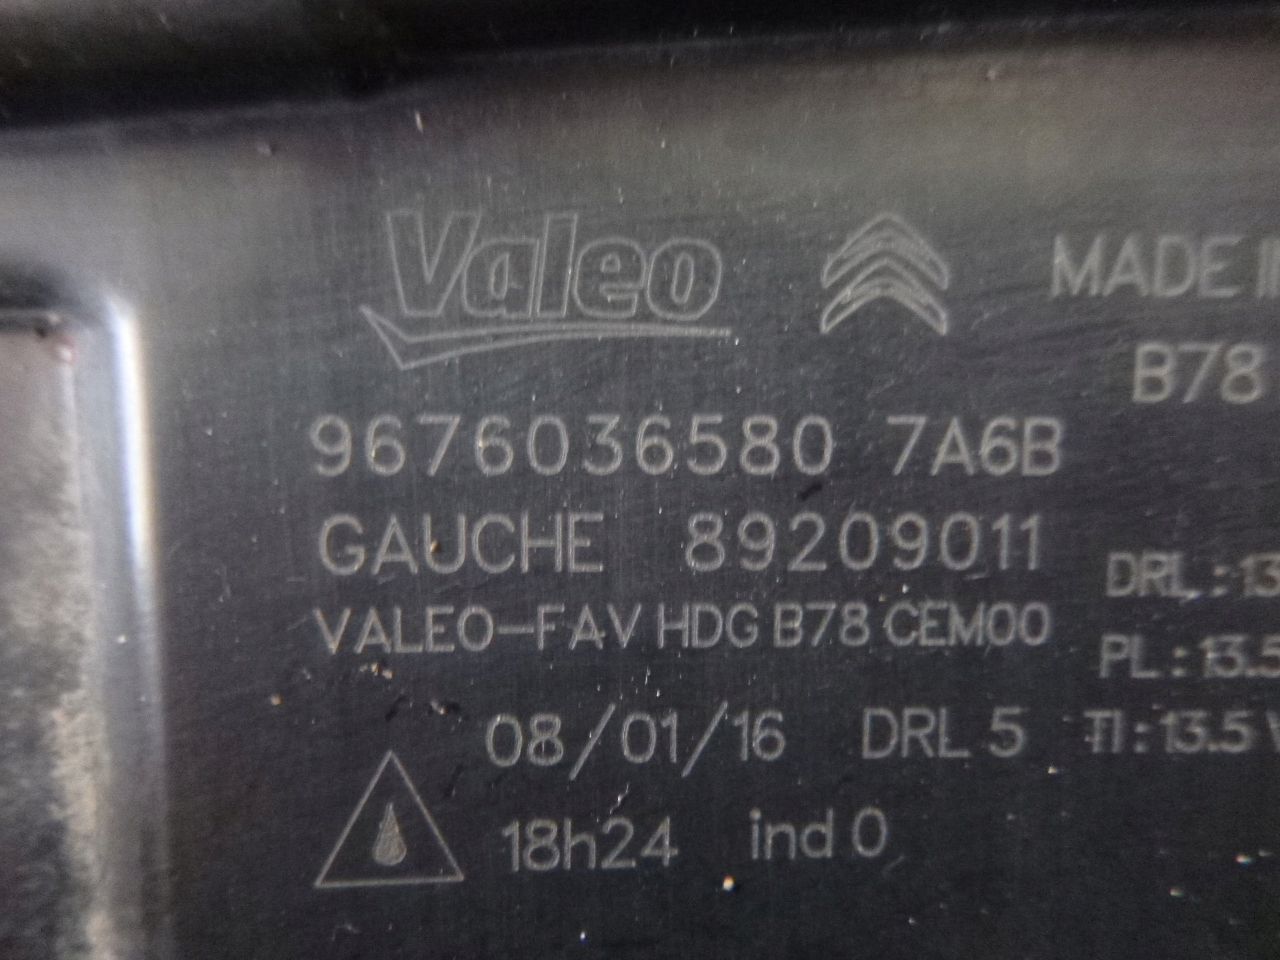 Valeo MADE IN
B78
9676036580 7A6B
GAUCHE 89209011
DRL : 13
VALEO-FAV HDG B78 CEM00
PL : 13.5
08/01/16 DRL 5 TI : 13.5 V
18h24 ind 0